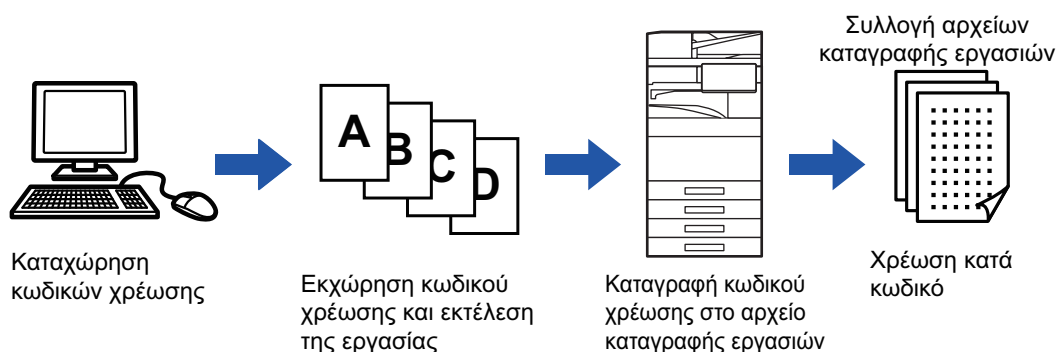 Συλλογή αρχείων
καταγραφής εργασιών
A
B
C
D
Καταχώρηση
κωδικών χρέωσης
Εκχώρηση κωδικού
χρέωσης και εκτέλεση
της εργασίας
Καταγραφή κωδικού
χρέωσης στο αρχείο
καταγραφής εργασιών
Χρέωση κατά
κωδικό